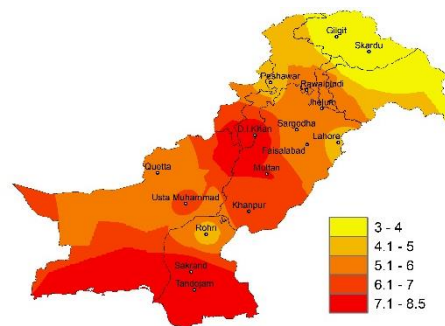 Gilgit
Skardu
Peshawar
Rawalpindi
Jhelum
Sargodha
D.I.Khan
Lahore
Faisalabad
Quetta
Multan
Usta Muhammad
Khanpur
Rohri
Sakrand
Tandojam
3 - 4
4.1 - 5
5.1 - 6
6.1 - 7
7.1 - 8.5